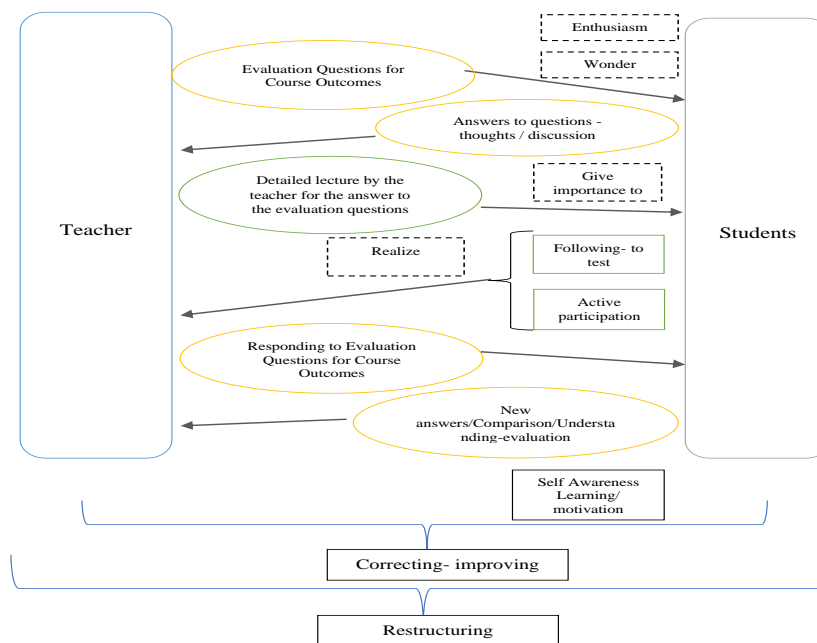 Enthusiasm
Wonder
Evaluation Questions for
Course Outcomes
Answers to questions -
thoughts / discussion
Detailed lecture by the
teacher for the answer to
the evaluation questions
Give
importance to
Teacher
Students
Realize
Following- to
test
Active
participation
Responding to Evaluation
Questions for Course
Outcomes
New
answers/Comparison/Understa
nding-evaluation
Self Awareness
Learning/
motivation
Correcting- improving
Restructuring